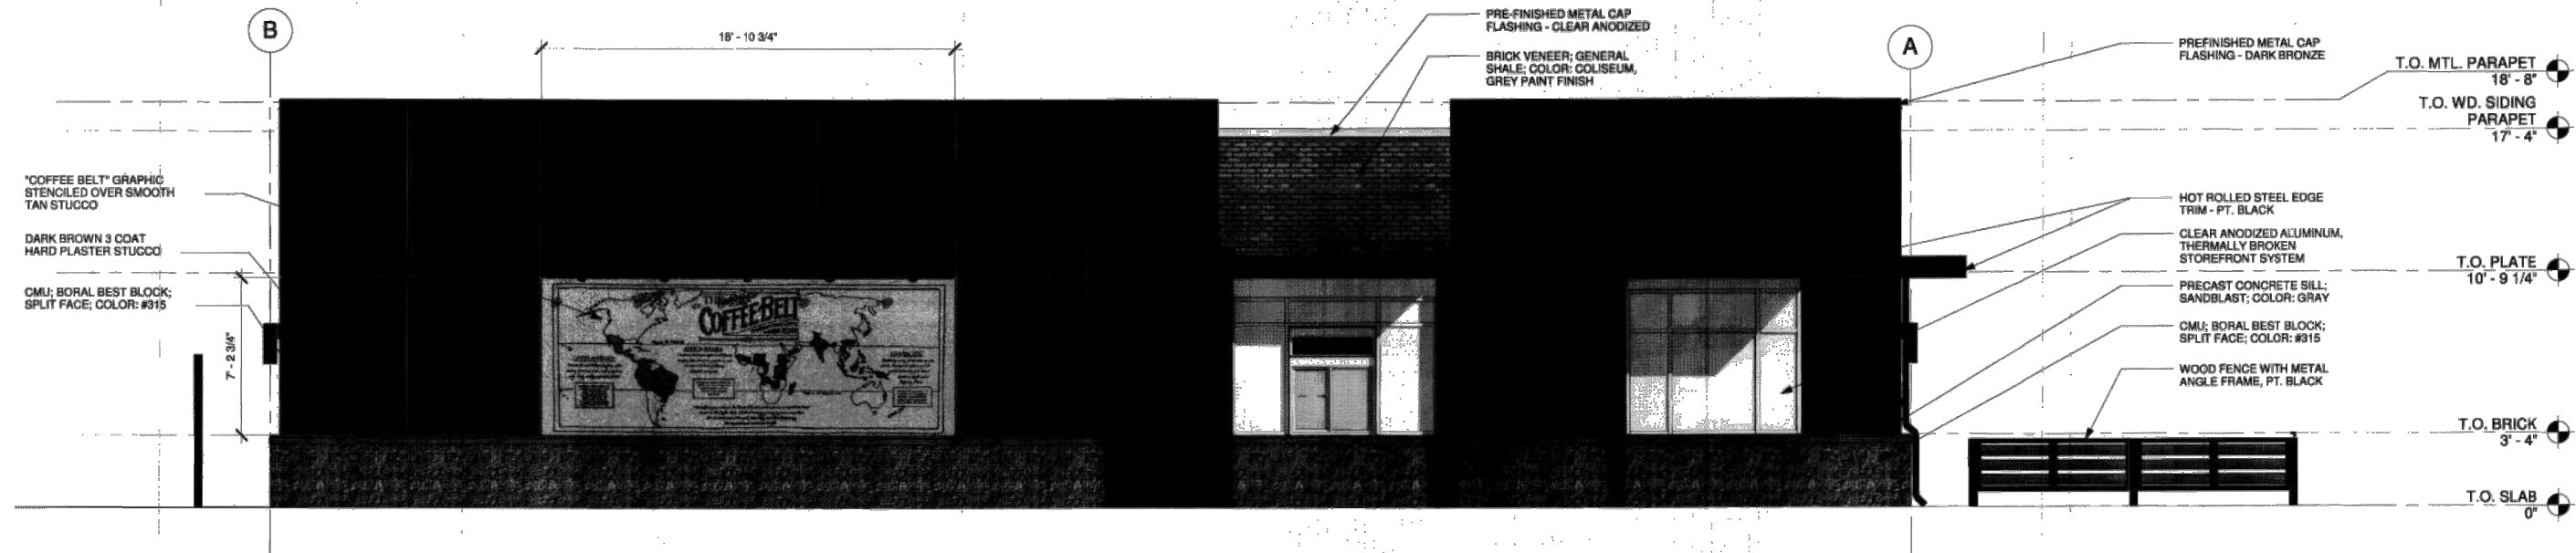 B
18' - 10 3/4"
PRE-FINISHED METAL CAP
FLASHING - CLEAR ANODIZED
BRICK VENEER; GENERAL
SHALE; COLOR: COLISEUM,
GREY PAINT FINISH
A
PREFINISHED METAL CAP
FLASHING - DARK BRONZE
T.O. MTL. PARAPET
18' - 8"
T.O. WD. SIDING
PARAPET
17' - 4"
"COFFEE BELT" GRAPHIC
STENCILED OVER SMOOTH
TAN STUCCO
DARK BROWN 3 COAT
HARD PLASTER STUCCO
CMU; BORAL BEST BLOCK;
SPLIT FACE; COLOR: #315
7' - 2 3/4"
THE
COFFEE BELT
HOT ROLLED STEEL EDGE
TRIM - PT. BLACK
CLEAR ANODIZED ALUMINUM,
THERMALLY BROKEN
STOREFRONT SYSTEM
T.O. PLATE
10' - 9 1/4"
PRECAST CONCRETE SILL;
SANDBLAST; COLOR: GRAY
CMU; BORAL BEST BLOCK;
SPLIT FACE; COLOR: #315
WOOD FENCE WITH METAL
ANGLE FRAME, PT. BLACK
T.O. BRICK
3' - 4"
T.O. SLAB
0"